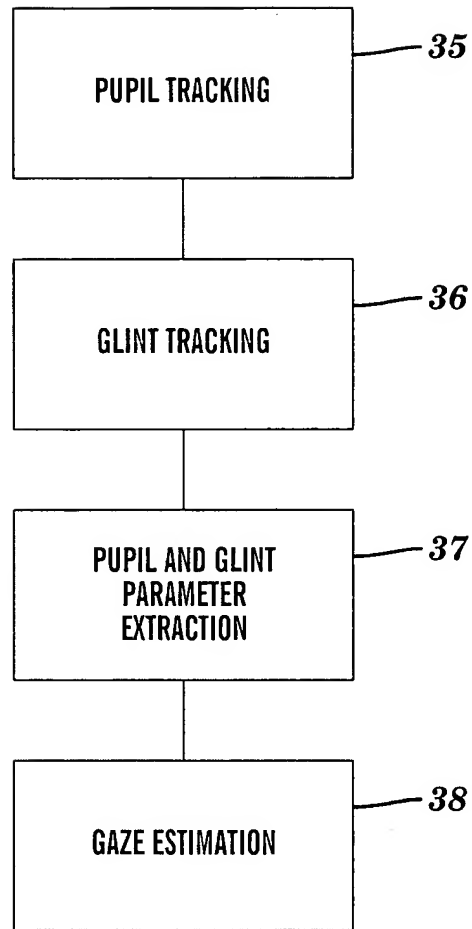 PUPIL TRACKING
35
GLINT TRACKING
36
PUPIL AND GLINT
PARAMETER
EXTRACTION
37
GAZE ESTIMATION
38